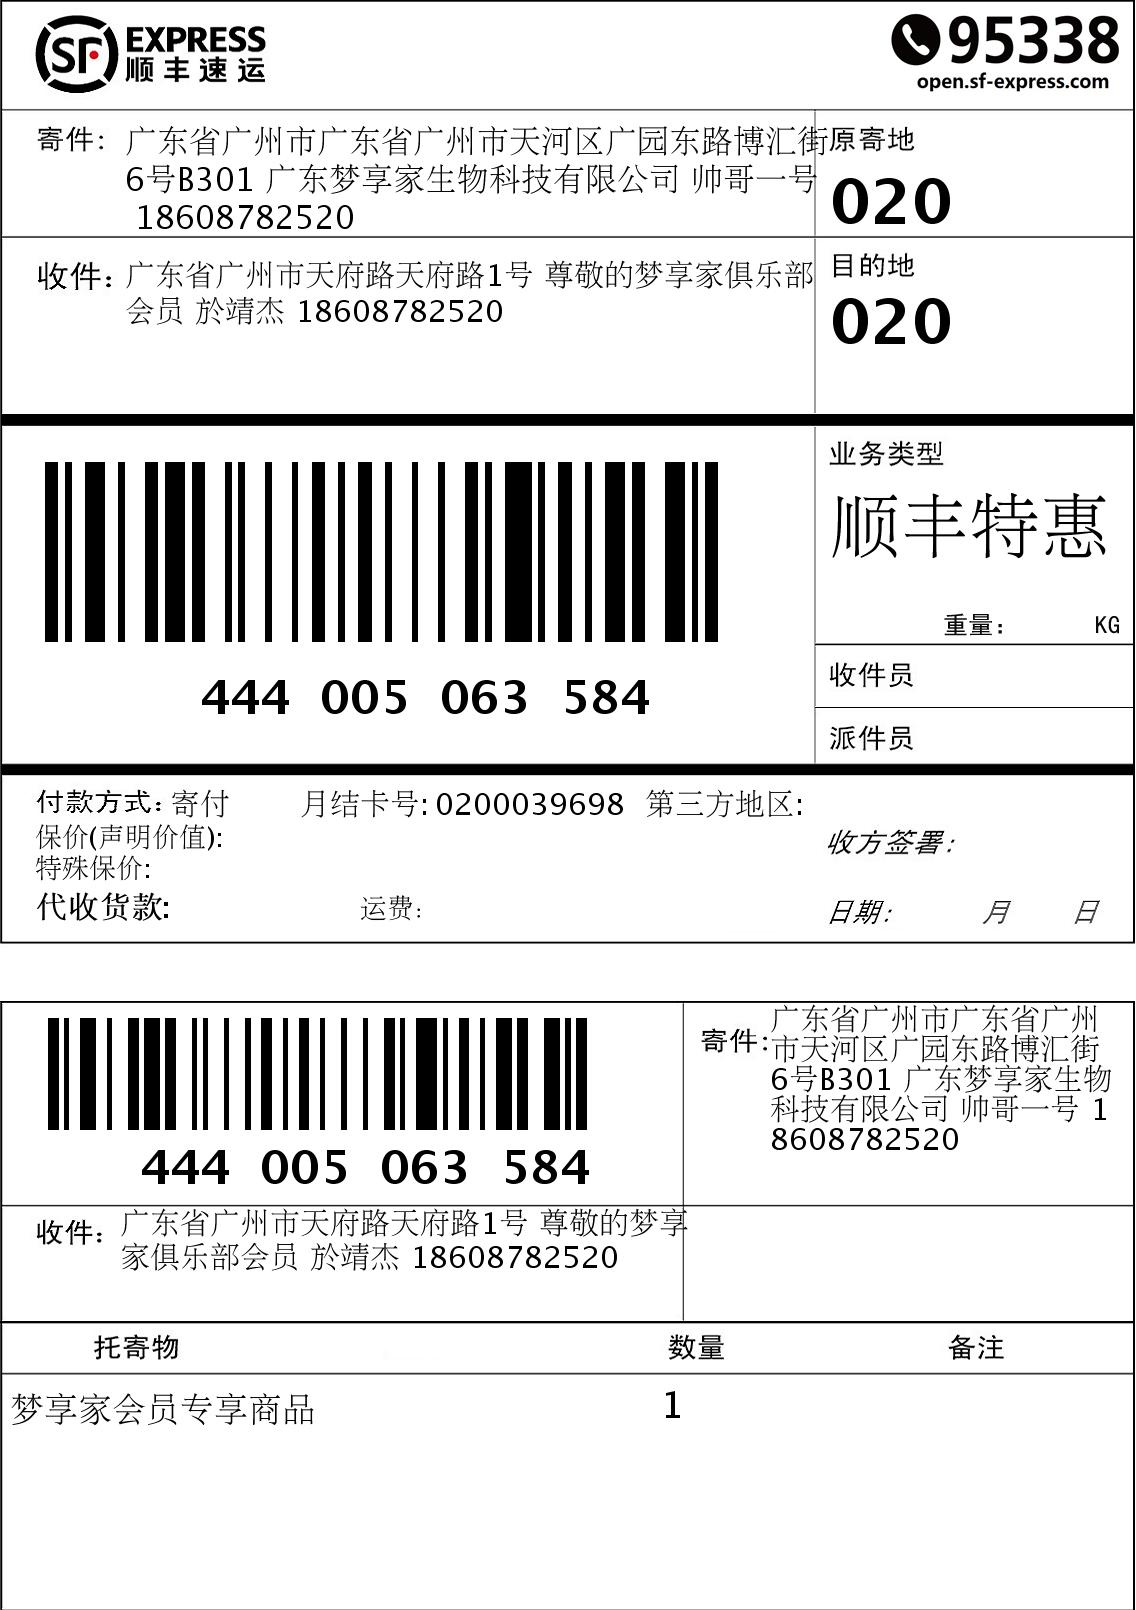 SF EXPRESS
顺丰速运
95338
open.sf-express.com
寄件: 广东省广州市广东省广州市天河区广园东路博汇街
6号B301 广东梦享家生物科技有限公司 帅哥一号
18608782520
原寄地
020
收件: 广东省广州市天府路天府路1号 尊敬的梦享家俱乐部
会员 於靖杰 18608782520
目的地
020
444 005 063 584
业务类型
顺丰特惠
重量: KG
收件员
派件员
付款方式: 寄付 月结卡号: 0200039698 第三方地区:
保价(声明价值):
特殊保价:
代收货款: 运费:
收方签署:
日期: 月 日
444 005 063 584
寄件: 广东省广州市广东省广州
市天河区广园东路博汇街
6号B301 广东梦享家生物
科技有限公司 帅哥一号 1
8608782520
收件: 广东省广州市天府路天府路1号 尊敬的梦享
家俱乐部会员 於靖杰 18608782520
托寄物 数量 备注
梦享家会员专享商品 1